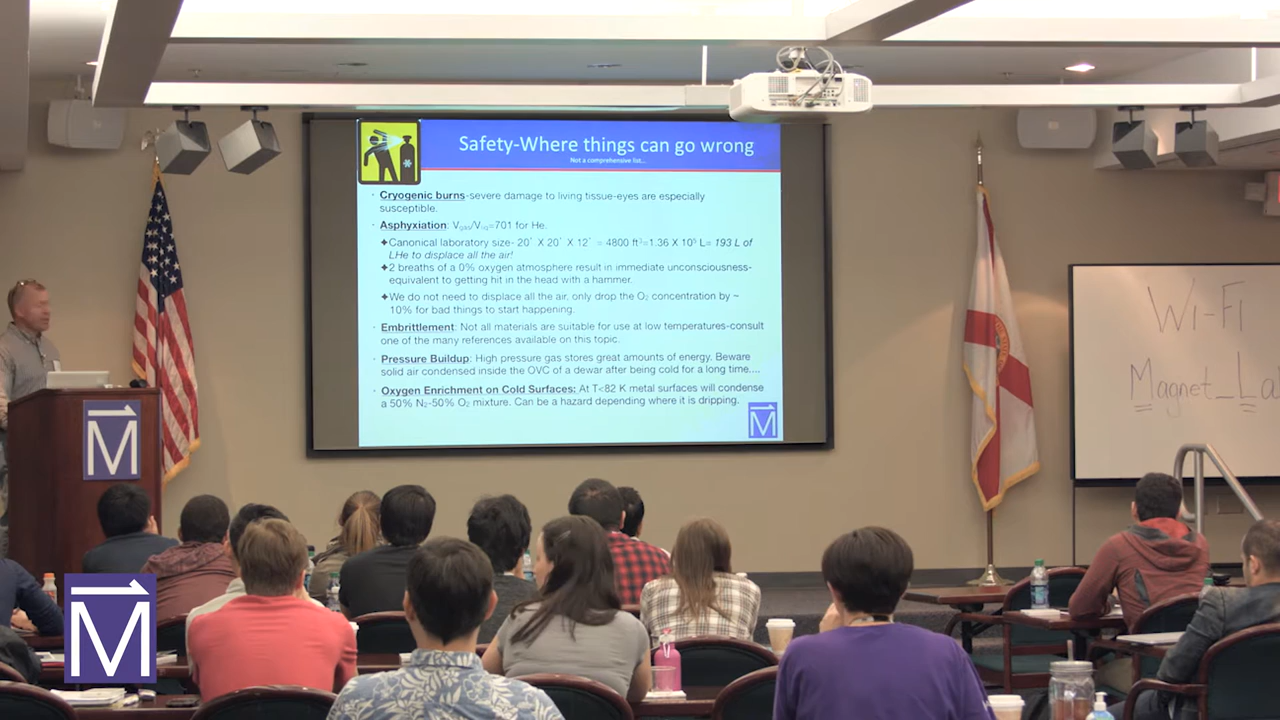 Safety-Where things can go wrong
Not a comprehensive list...
· Cryogenic burns-severe damage to living tissue-eyes are especially
susceptible.
· Asphyxiation: Vgas/Vliq=701 for He.
✦Canonical laboratory size- 20' X 20' X 12' = 4800 ft³=1.36 X 10⁵ L= 193 L of
LHe to displace all the air!
✦2 breaths of a 0% oxygen atmosphere result in immediate unconsciousness-
equivalent to getting hit in the head with a hammer.
✦We do not need to displace all the air, only drop the O₂ concentration by ~
10% for bad things to start happening.
· Embrittlement: Not all materials are suitable for use at low temperatures-consult
one of the many references available on this topic.
· Pressure Buildup: High pressure gas stores great amounts of energy. Beware
solid air condensed inside the OVC of a dewar after being cold for a long time....
· Oxygen Enrichment on Cold Surfaces: At T<82 K metal surfaces will condense
a 50% N₂-50% O₂ mixture. Can be a hazard depending where it is dripping.
M
Wi-Fi
Magnet_La
M
M